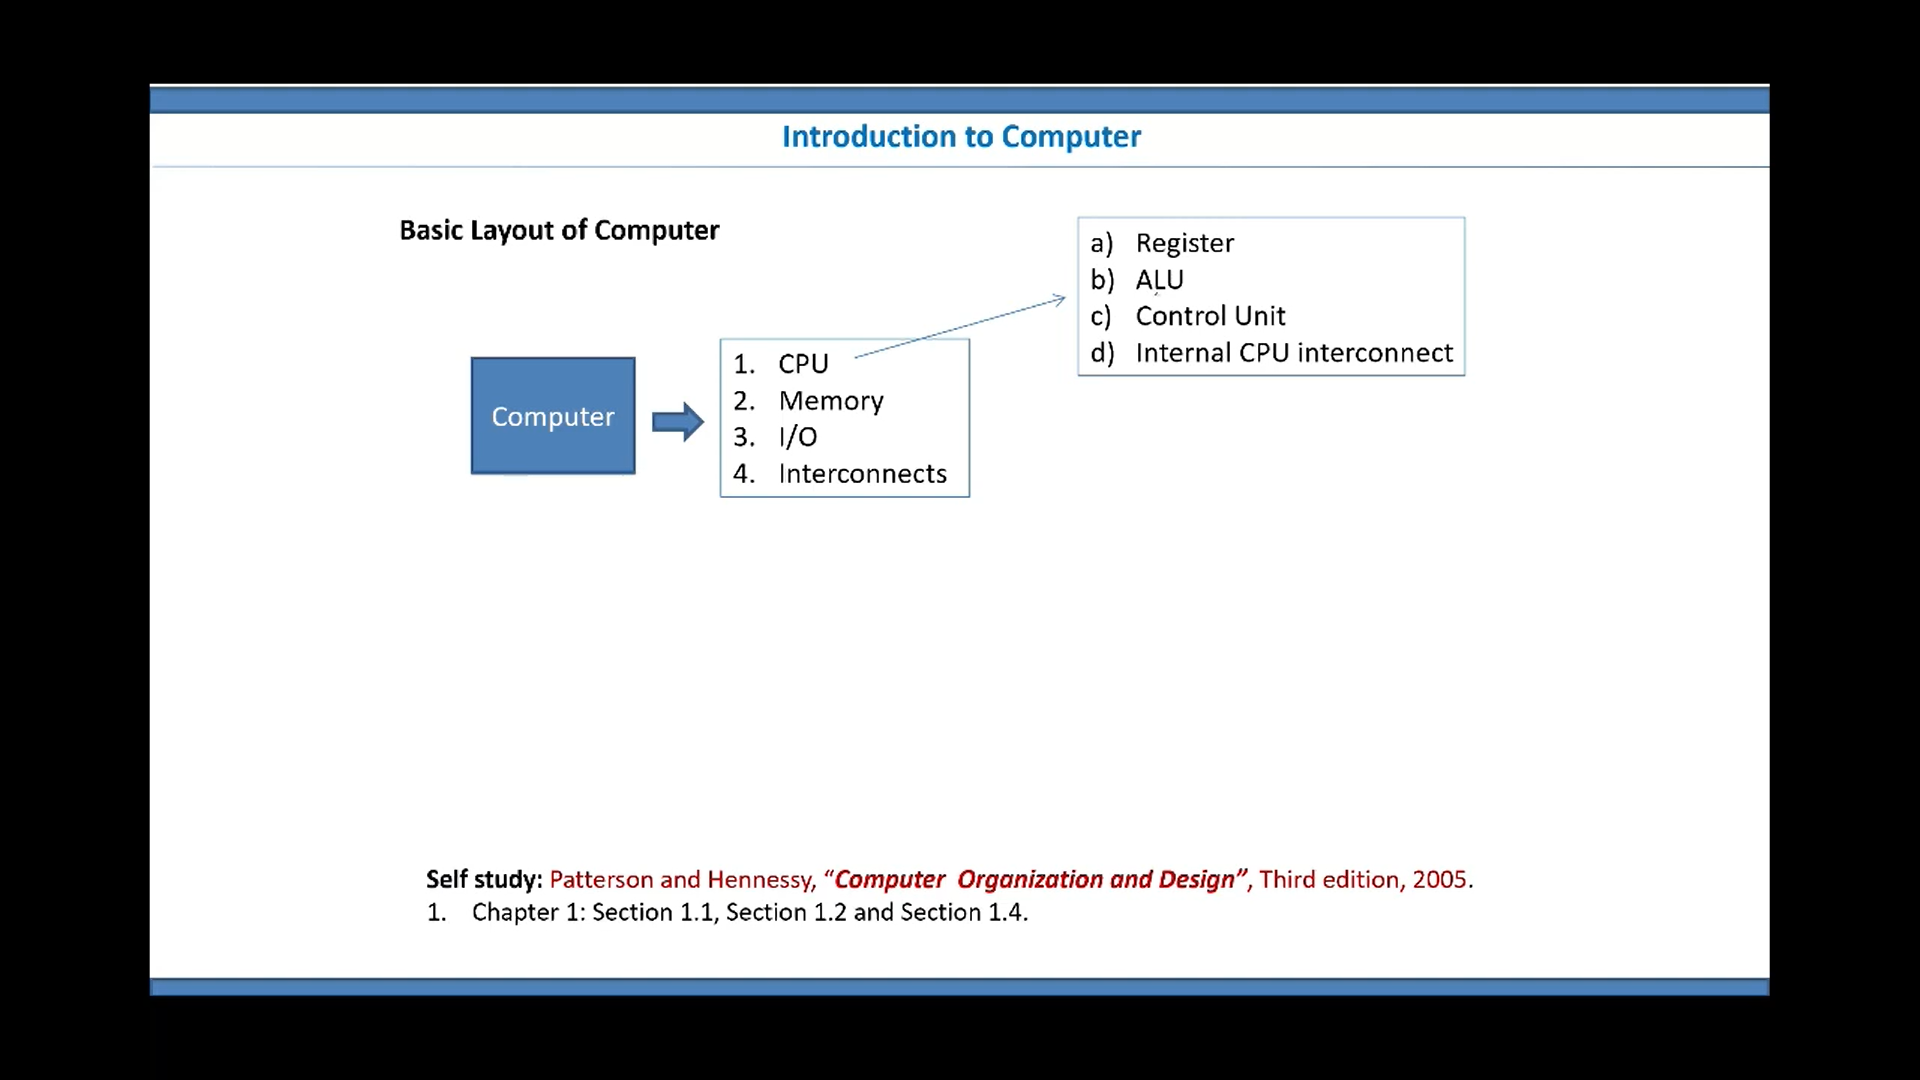 Introduction to Computer
Basic Layout of Computer
Computer
1. CPU
2. Memory
3. I/O
4. Interconnects
a) Register
b) ALU
c) Control Unit
d) Internal CPU interconnect
Self study: Patterson and Hennessy, “Computer Organization and Design”, Third edition, 2005.
1. Chapter 1: Section 1.1, Section 1.2 and Section 1.4.